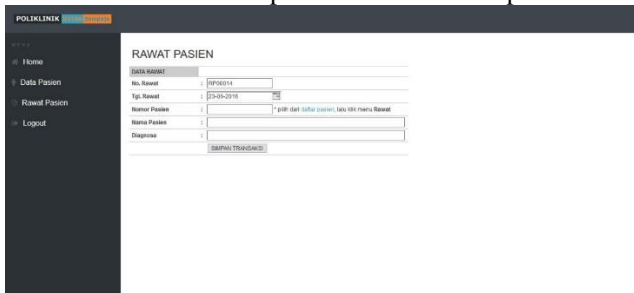 POLIKLINIK
Home
Data Pasien
Rawat Pasien
Logout
RAWAT PASIEN
DATA RAWAT
No. Rawat : RP00014
Tgl. Rawat : 23-05-2016
Nomor Pasien : * pilih dari daftar pasien, lalu klik menu Rawat
Nama Pasien :
Diagnosa :
SIMPAN TRANSAKSI